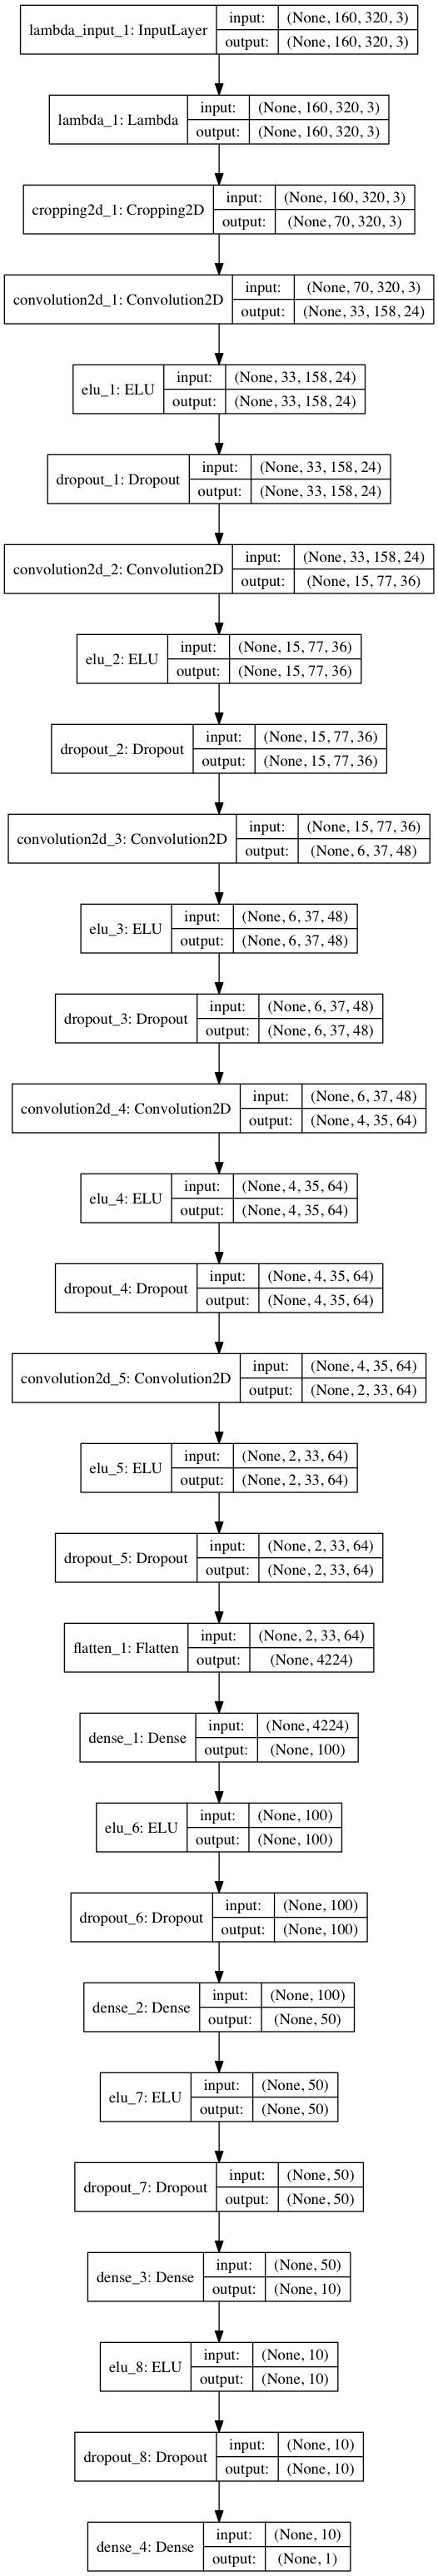 lambda_input_1: InputLayer
input: (None, 160, 320, 3)
output: (None, 160, 320, 3)
lambda_1: Lambda
input: (None, 160, 320, 3)
output: (None, 160, 320, 3)
cropping2d_1: Cropping2D
input: (None, 160, 320, 3)
output: (None, 70, 320, 3)
convolution2d_1: Convolution2D
input: (None, 70, 320, 3)
output: (None, 33, 158, 24)
elu_1: ELU
input: (None, 33, 158, 24)
output: (None, 33, 158, 24)
dropout_1: Dropout
input: (None, 33, 158, 24)
output: (None, 33, 158, 24)
convolution2d_2: Convolution2D
input: (None, 33, 158, 24)
output: (None, 15, 77, 36)
elu_2: ELU
input: (None, 15, 77, 36)
output: (None, 15, 77, 36)
dropout_2: Dropout
input: (None, 15, 77, 36)
output: (None, 15, 77, 36)
convolution2d_3: Convolution2D
input: (None, 15, 77, 36)
output: (None, 6, 37, 48)
elu_3: ELU
input: (None, 6, 37, 48)
output: (None, 6, 37, 48)
dropout_3: Dropout
input: (None, 6, 37, 48)
output: (None, 6, 37, 48)
convolution2d_4: Convolution2D
input: (None, 6, 37, 48)
output: (None, 4, 35, 64)
elu_4: ELU
input: (None, 4, 35, 64)
output: (None, 4, 35, 64)
dropout_4: Dropout
input: (None, 4, 35, 64)
output: (None, 4, 35, 64)
convolution2d_5: Convolution2D
input: (None, 4, 35, 64)
output: (None, 2, 33, 64)
elu_5: ELU
input: (None, 2, 33, 64)
output: (None, 2, 33, 64)
dropout_5: Dropout
input: (None, 2, 33, 64)
output: (None, 2, 33, 64)
flatten_1: Flatten
input: (None, 2, 33, 64)
output: (None, 4224)
dense_1: Dense
input: (None, 4224)
output: (None, 100)
elu_6: ELU
input: (None, 100)
output: (None, 100)
dropout_6: Dropout
input: (None, 100)
output: (None, 100)
dense_2: Dense
input: (None, 100)
output: (None, 50)
elu_7: ELU
input: (None, 50)
output: (None, 50)
dropout_7: Dropout
input: (None, 50)
output: (None, 50)
dense_3: Dense
input: (None, 50)
output: (None, 10)
elu_8: ELU
input: (None, 10)
output: (None, 10)
dropout_8: Dropout
input: (None, 10)
output: (None, 10)
dense_4: Dense
input: (None, 10)
output: (None, 1)